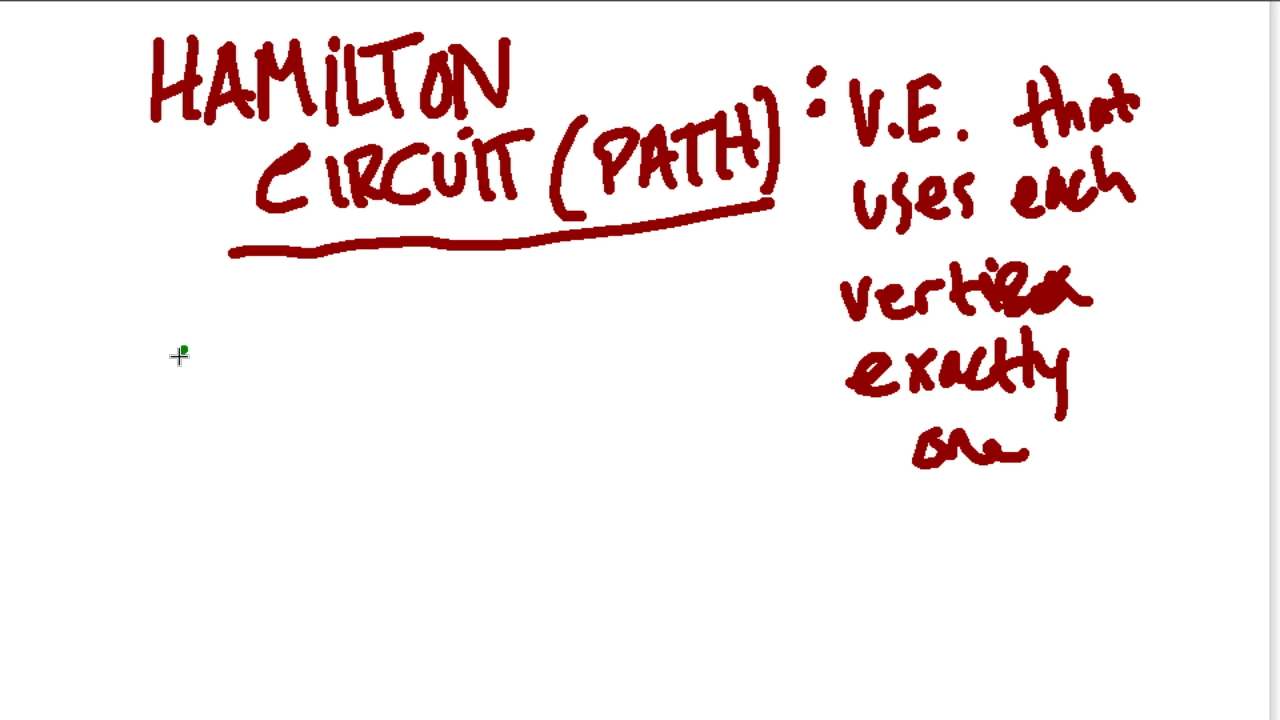 HAMiLTON
CIRCUiT (PATH) :
V.E. that
uses each
vertex
exactly
one